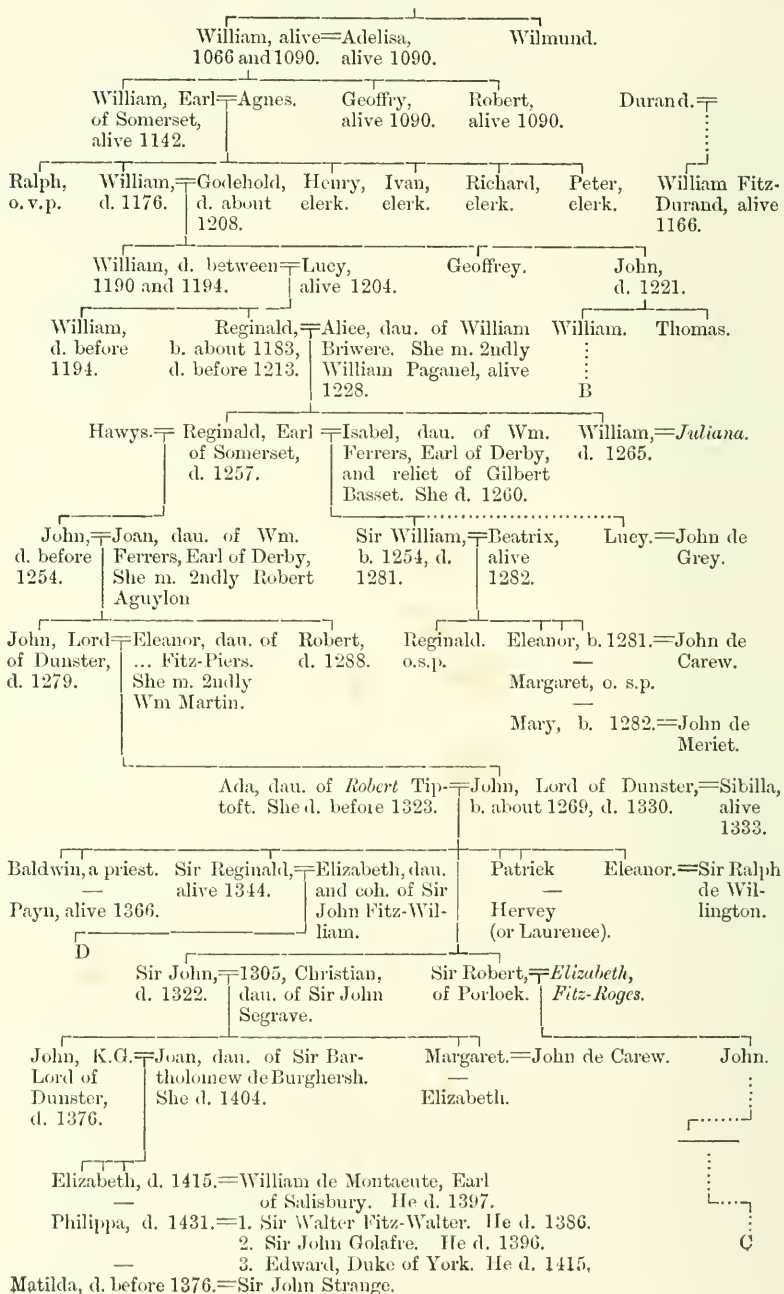 William, alive=Adelisa, Wilmund.
1066 and 1090. alive 1090.
William, Earl=Agnes. Geoffry, Robert, Durand.=
of Somerset, alive 1090. alive 1090.
alive 1142.
Ralph, William,=Godehold, Henry, Ivan, Richard, Peter, William Fitz-
o. v. p. d. 1176. d. about clerk. clerk. clerk. clerk. Durand, alive
1208. 1166.
William, d. between=Lucy, Geoffrey. John,
1190 and 1194. alive 1204. d. 1221.
William, Reginald,=Alice, dau. of William William. Thomas.
d. before b. about 1183, Briwere. She m. 2ndly
1194. d. before 1213. William Paganel, alive
1228. B
Hawys.= Reginald, Earl =Isabel, dau. of Wm. William,=Juliana.
of Somerset, Ferrers, Earl of Derby, d. 1265.
d. 1257. and relict of Gilbert
Basset. She d. 1260.
John,=Joan, dau. of Wm. Sir William,=Beatrix, Lucy.=John de
d. before Ferrers, Earl of Derby, b. 1254, d. alive Grey.
1254. She m. 2ndly Robert 1281. 1282.
Aguylon
John, Lord=Eleanor, dau. of Robert, Reginald. Eleanor, b. 1281.=John de
of Dunster, ... Fitz-Piers. d. 1288. o.s.p. — Carew.
d. 1279. She m. 2ndly Margaret, o. s.p.
Wm Martin. —
Mary, b. 1282.=John de
Meriet.
Ada, dau. of Robert Tip-=John, Lord of Dunster,=Sibilla,
toft. She d. before 1323. b. about 1269, d. 1330. alive
1333.
Baldwin, a priest. Sir Reginald,=Elizabeth, dau. Patrick Eleanor.=Sir Ralph
— alive 1344. and coh. of Sir — de Wil-
Payn, alive 1366. John Fitz-Wil- Hervey lington.
liam. (or Laurence).
D
Sir John,=1305, Christian, Sir Robert,=Elizabeth,
d. 1322. dau. of Sir John of Porlock. Fitz-Roges.
Segrave.
John, K.G.=Joan, dau. of Sir Bar- Margaret.=John de Carew. John.
Lord of tholomew de Burghersh. —
Dunster, She d. 1404. Elizabeth.
d. 1376.
Elizabeth, d. 1415.=William de Montacute, Earl
— of Salisbury. He d. 1397.
Philippa, d. 1431.=1. Sir Walter Fitz-Walter. He d. 1386.
2. Sir John Golafre. He d. 1396. C
— 3. Edward, Duke of York. He d. 1415,
Matilda, d. before 1376.=Sir John Strange.